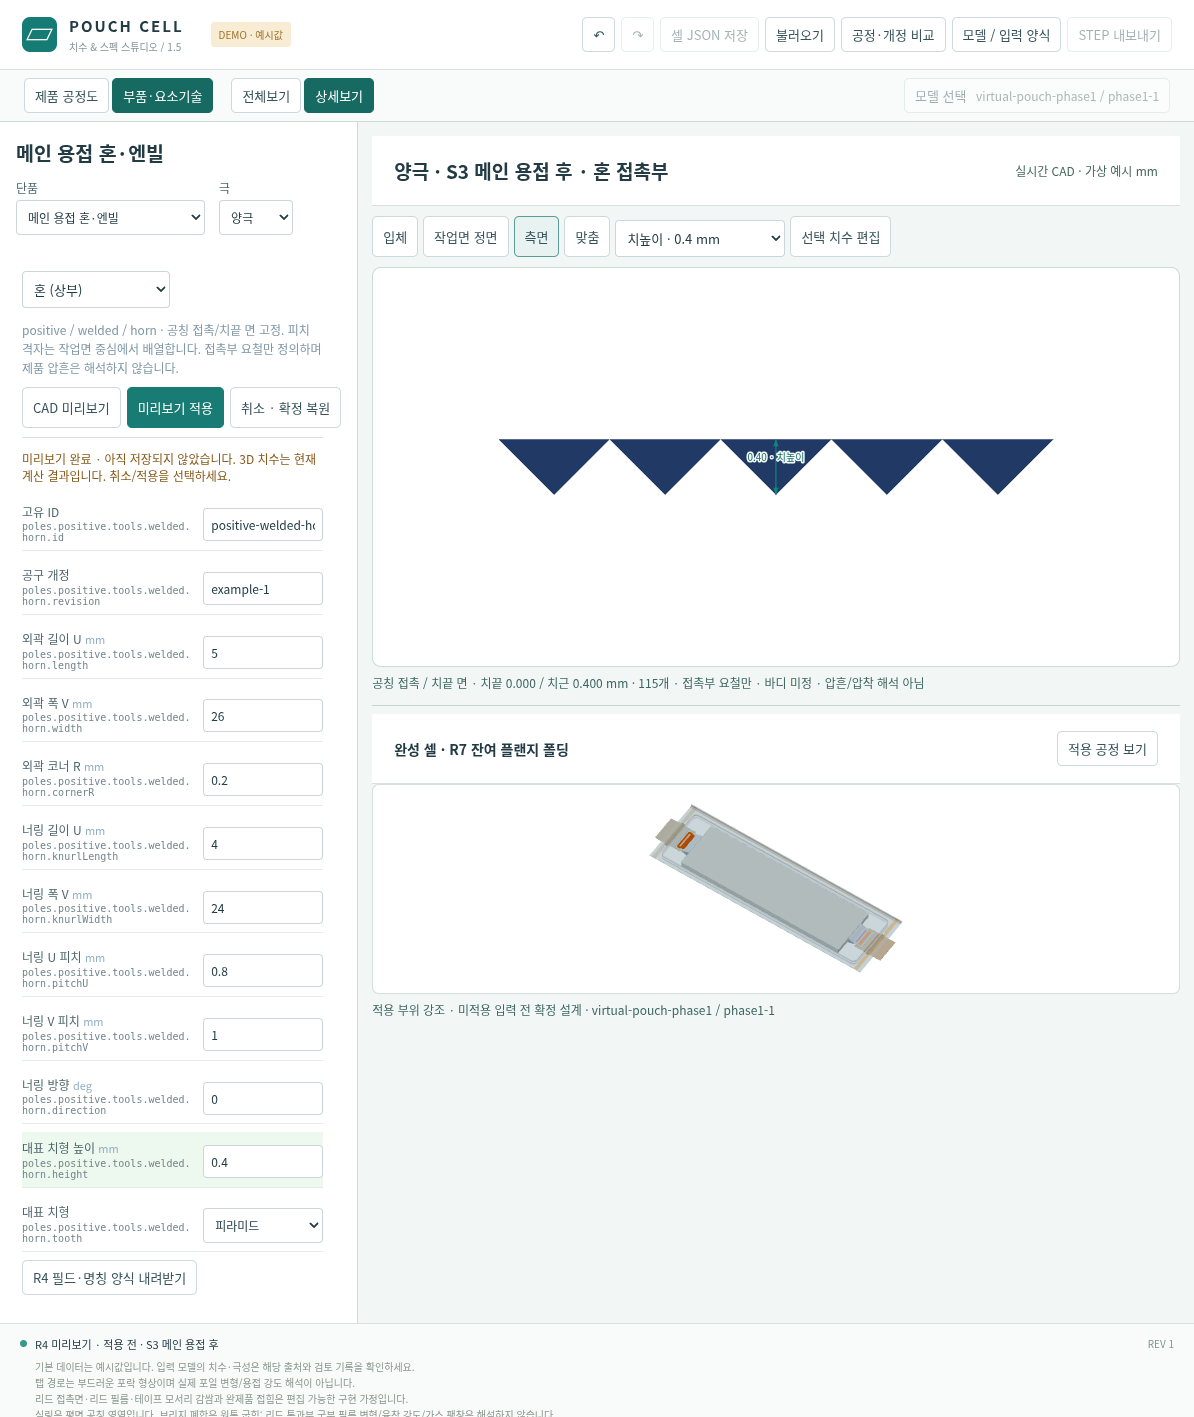 POUCH CELL
치수 & 스펙 스튜디오 / 1.5
DEMO · 예시값
↶
↷
셀 JSON 저장
불러오기
공정·개정 비교
모델 / 입력 양식
STEP 내보내기
제품 공정도
부품·요소기술
전체보기
상세보기
모델 선택 virtual-pouch-phase1 / phase1-1
메인 용접 혼·엔빌
단품
극
메인 용접 혼·엔빌
양극
혼 (상부)
positive / welded / horn · 공칭 접촉/치끝 면 고정. 피치
격자는 작업면 중심에서 배열합니다. 접촉부 요철만 정의하며
제품 압흔은 해석하지 않습니다.
CAD 미리보기
미리보기 적용
취소 · 확정 복원
미리보기 완료 · 아직 저장되지 않았습니다. 3D 치수는 현재
계산 결과입니다. 취소/적용을 선택하세요.
고유 ID
poles.positive.tools.welded.
horn.id
positive-welded-ho
공구 개정
poles.positive.tools.welded.
horn.revision
example-1
외곽 길이 U mm
poles.positive.tools.welded.
horn.length
5
외곽 폭 V mm
poles.positive.tools.welded.
horn.width
26
외곽 코너 R mm
poles.positive.tools.welded.
horn.cornerR
0.2
너링 길이 U mm
poles.positive.tools.welded.
horn.knurlLength
4
너링 폭 V mm
poles.positive.tools.welded.
horn.knurlWidth
24
너링 U 피치 mm
poles.positive.tools.welded.
horn.pitchU
0.8
너링 V 피치 mm
poles.positive.tools.welded.
horn.pitchV
1
너링 방향 deg
poles.positive.tools.welded.
horn.direction
0
대표 치형 높이 mm
poles.positive.tools.welded.
horn.height
0.4
대표 치형
poles.positive.tools.welded.
horn.tooth
피라미드
R4 필드·명칭 양식 내려받기
양극 · S3 메인 용접 후 · 혼 접촉부
실시간 CAD · 가상 예시 mm
입체
작업면 정면
측면
맞춤
치높이 · 0.4 mm
선택 치수 편집
0.40 · 치높이
공칭 접촉 / 치끝 면 · 치끝 0.000 / 치근 0.400 mm · 115개 · 접촉부 요철만 · 바디 미정 · 압흔/압착 해석 아님
완성 셀 · R7 잔여 플랜지 폴딩
적용 공정 보기
적용 부위 강조 · 미적용 입력 전 확정 설계 · virtual-pouch-phase1 / phase1-1
R4 미리보기 · 적용 전 · S3 메인 용접 후
REV 1
기본 데이터는 예시값입니다. 입력 모델의 치수·극성은 해당 출처와 검토 기록을 확인하세요.
탭 경로는 부드러운 포락 형상이며 실제 포일 변형/용접 강도 해석이 아닙니다.
리드 접촉면·리드 필름·테이프 모서리 감쌈과 완제품 접힘은 편집 가능한 구현 가정입니다.